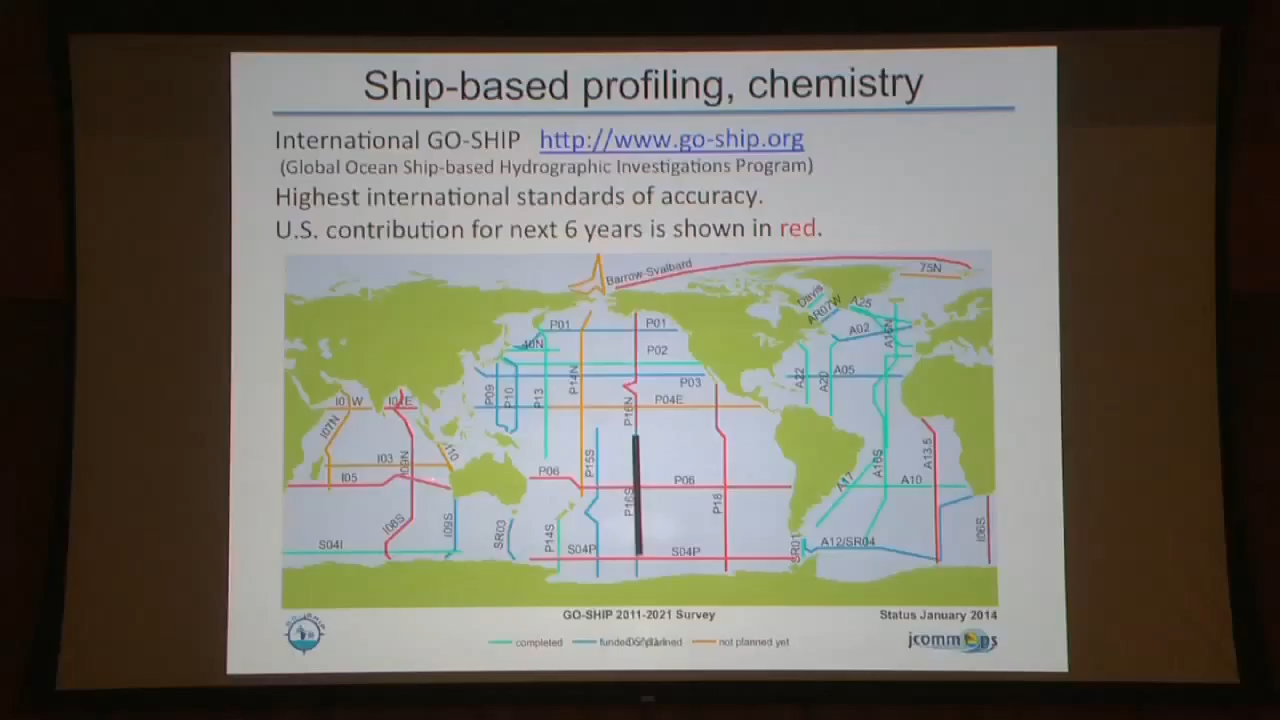 Ship-based profiling, chemistry
International GO-SHIP http://www.go-ship.org
(Global Ocean Ship-based Hydrographic Investigations Program)
Highest international standards of accuracy.
U.S. contribution for next 6 years is shown in red.
Barrow-Svalbard
75N
Davis
AR07W
A25
P01
P01
A02
A16N
40N
P02
P14N
A22
A20
A05
P09
P10
P13
P03
P16N
P04E
I01W
I01E
I07N
I10
I03
I05
P06
P15S
P16S
P06
P18
A17
A16S
A10
A13.5
I08S
I09S
SR03
P14S
S04I
S04P
S04P
SR01
A12/SR04
I06S
GO-SHIP 2011-2021 Survey
Status January 2014
GO-SHIP
completed
not planned yet
jcommops